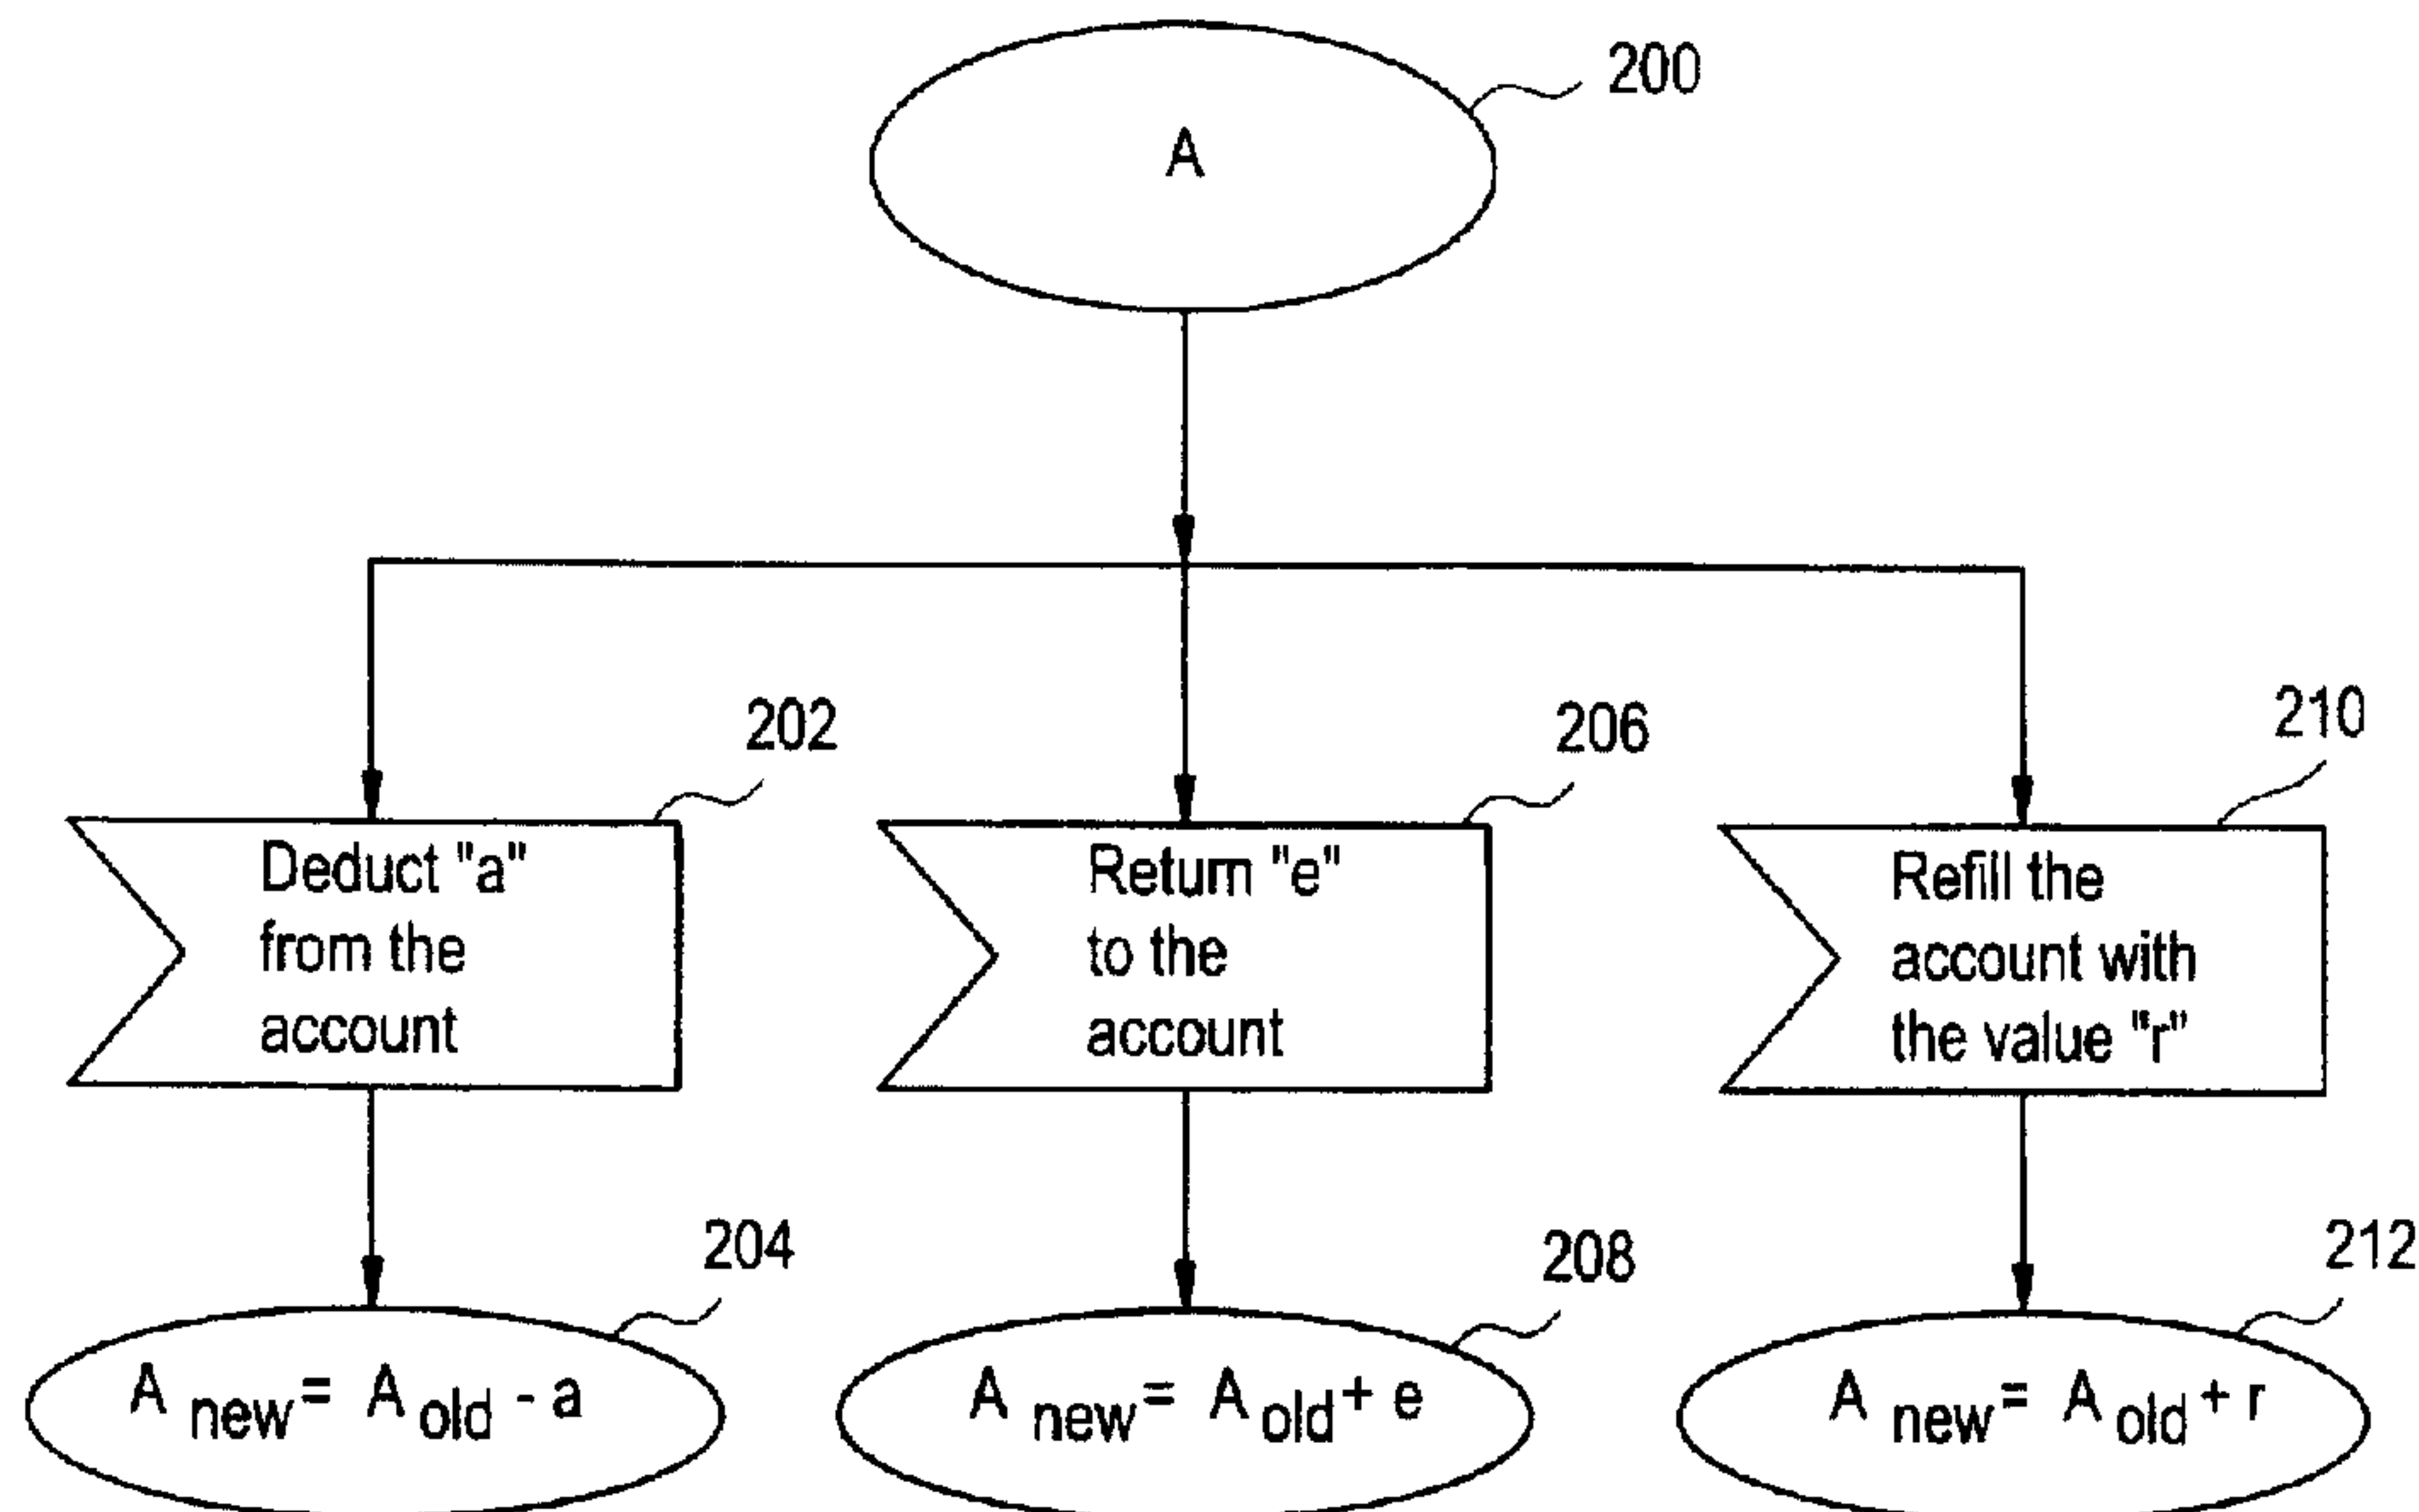 200
A
202
206
210
Deduct "a"
from the
account
Return "e"
to the
account
Refill the
account with
the value "r"
204
208
212
A new = A old - a
A new = A old + e
A new = A old + r